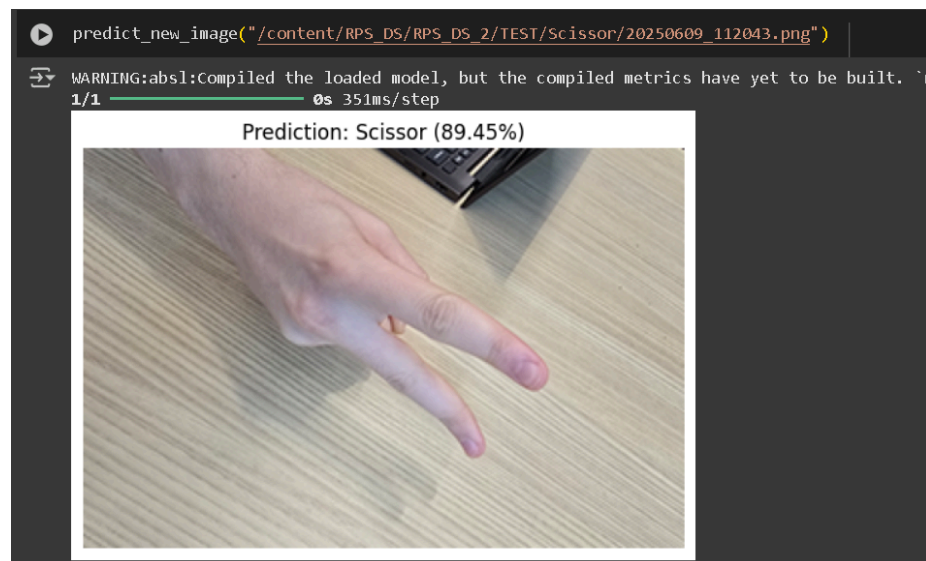 predict_new_image("/content/RPS_DS/RPS_DS_2/TEST/Scissor/20250609_112043.png")
WARNING:absl:Compiled the loaded model, but the compiled metrics have yet to be built. `
1/1 ━━━━━━━━━━━━━━━━━━━━ 0s 351ms/step
Prediction: Scissor (89.45%)